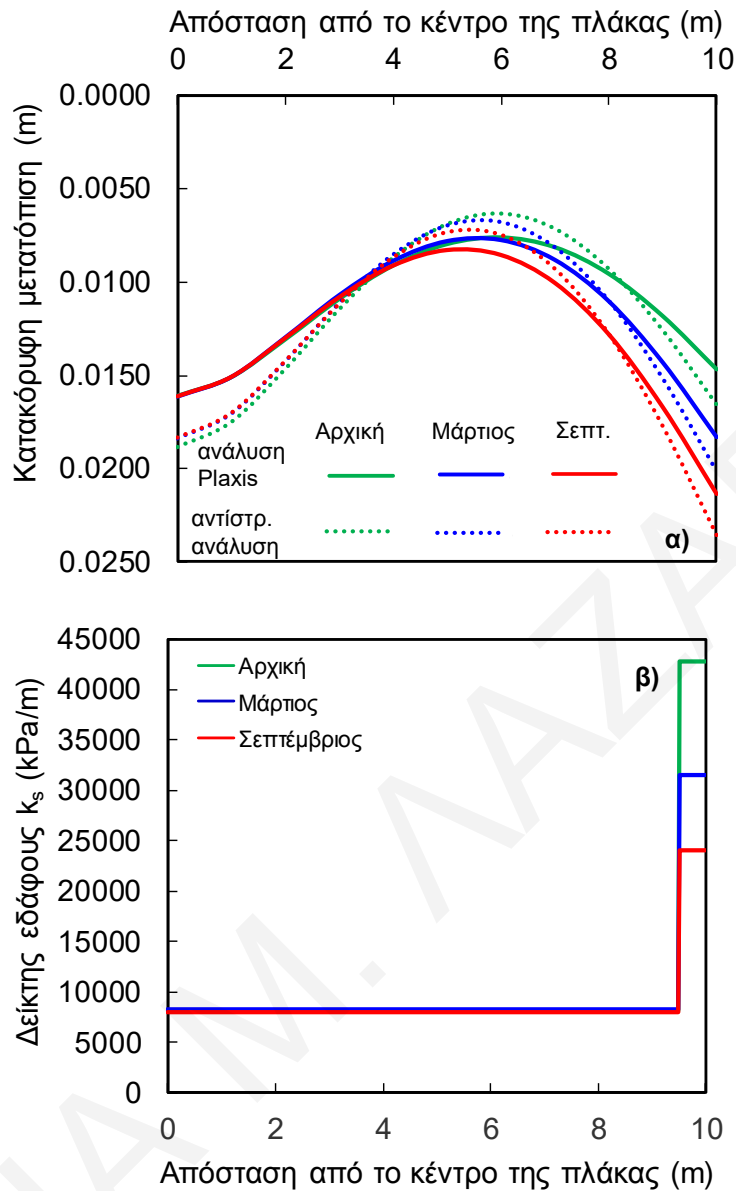 Απόσταση από το κέντρο της πλάκας (m)
0 2 4 6 8 10
Κατακόρυφη μετατόπιση (m)
0.0000
0.0050
0.0100
0.0150
0.0200
0.0250
Αρχική Μάρτιος Σεπτ.
ανάλυση
Plaxis
αντίστρ.
ανάλυση
α)
Δείκτης εδάφους ks (kPa/m)
45000
40000
35000
30000
25000
20000
15000
10000
5000
0
Αρχική
Μάρτιος
Σεπτέμβριος
β)
0 2 4 6 8 10
Απόσταση από το κέντρο της πλάκας (m)
Μ. ΛΑΖΑ